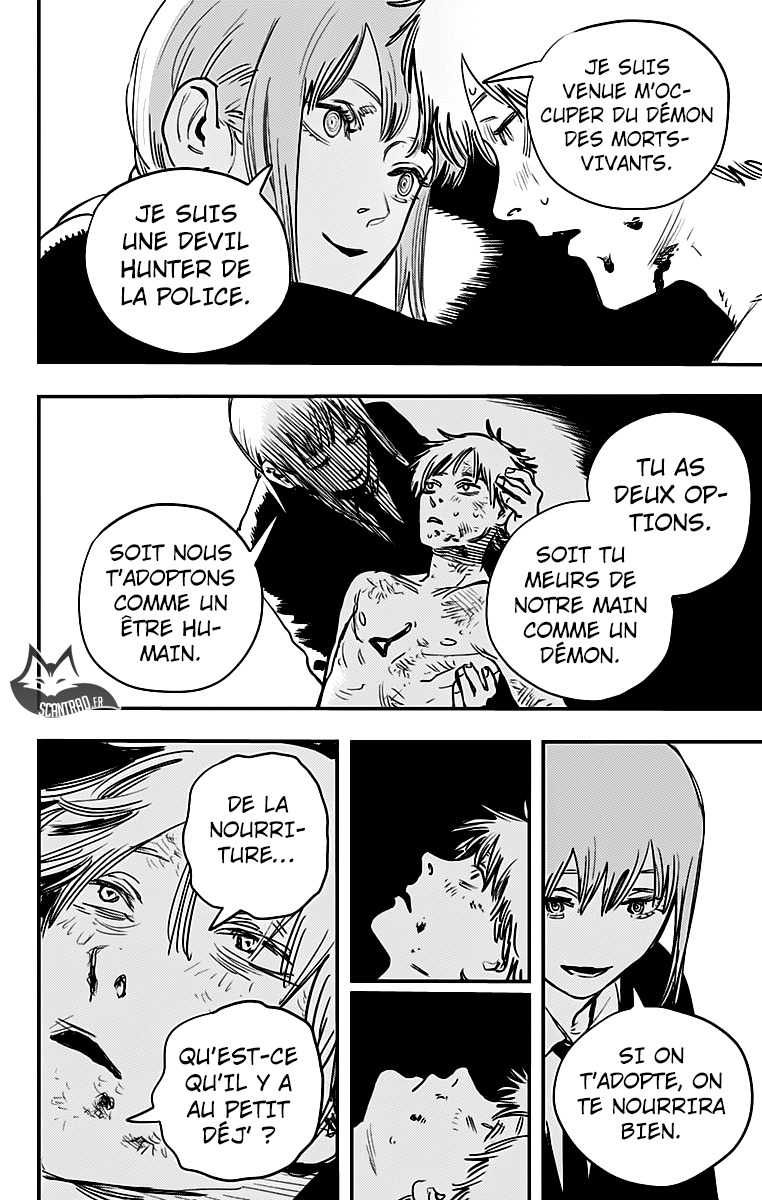 JE SUIS
VENUE M'OC-
CUPER DU DÉMON
DES MORTS-
VIVANTS.
JE SUIS
UNE DEVIL
HUNTER DE
LA POLICE.
TU AS
DEUX OP-
TIONS.
SOIT TU
MEURS DE
NOTRE MAIN
COMME UN
DÉMON.
SOIT NOUS
T'ADOPTONS
COMME UN
ÊTRE HU-
MAIN.
SCANTRAD.FR
SI ON
T'ADOPTE, ON
TE NOURRIRA
BIEN.
DE LA
NOURRI-
TURE...
QU'EST-CE
QU'IL Y A
AU PETIT
DÉJ' ?